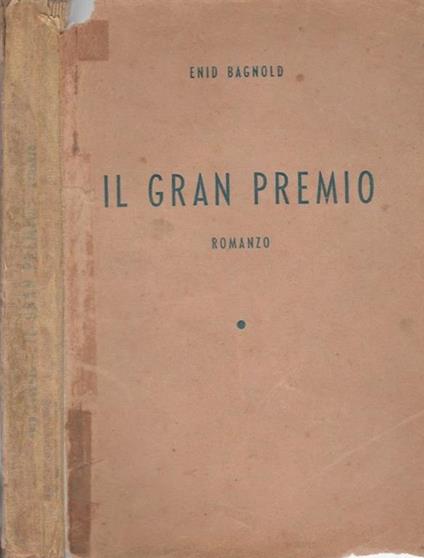 ENID BAGNOLD
IL GRAN PREMIO
ROMANZO